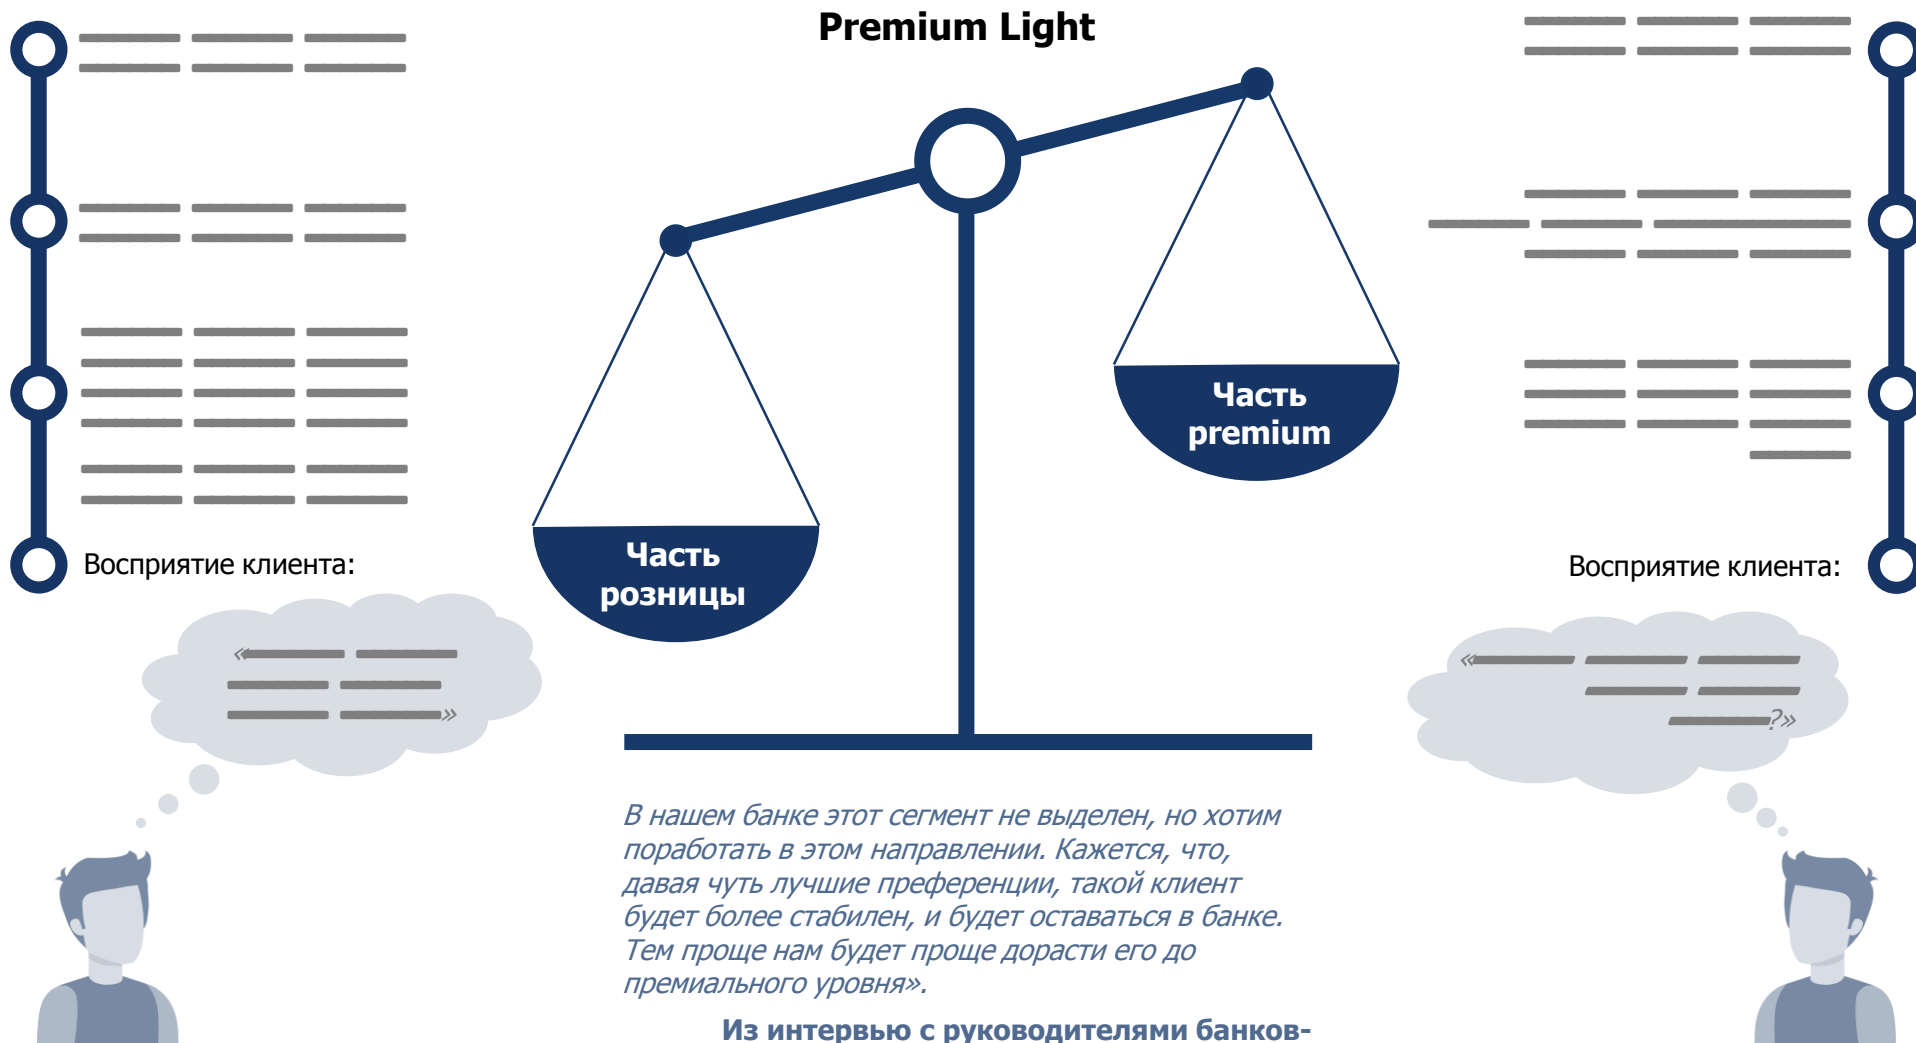 Premium Light
Часть
premium
Часть
розницы
Восприятие клиента:
Восприятие клиента:
В нашем банке этот сегмент не выделен, но хотим
поработать в этом направлении. Кажется, что,
давая чуть лучшие преференции, такой клиент
будет более стабилен, и будет оставаться в банке.
Тем проще нам будет проще дорасти его до
премиального уровня».
Из интервью с руководителями банков-